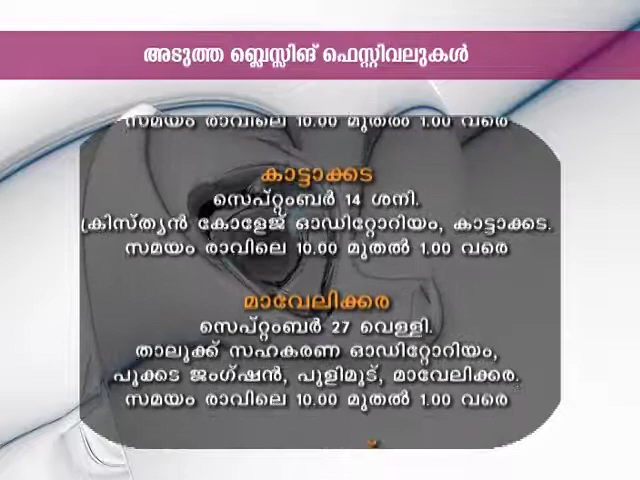 അടുത്ത ബ്ലെസ്സിങ് ഫെസ്റ്റിവലുകൾ
സമയം രാവിലെ 10.00 മുതൽ 1.00 വരെ
കാട്ടാക്കട
സെപ്റ്റംബർ 14 ശനി.
ക്രിസ്ത്യൻ കോളേജ് ഓഡിറ്റോറിയം, കാട്ടാക്കട.
സമയം രാവിലെ 10.00 മുതൽ 1.00 വരെ
മാവേലിക്കര
സെപ്റ്റംബർ 27 വെള്ളി.
താലൂക്ക് സഹകരണ ഓഡിറ്റോറിയം,
പൂക്കട ജംഗ്ഷൻ, പുളിമൂട്, മാവേലിക്കര.
സമയം രാവിലെ 10.00 മുതൽ 1.00 വരെ